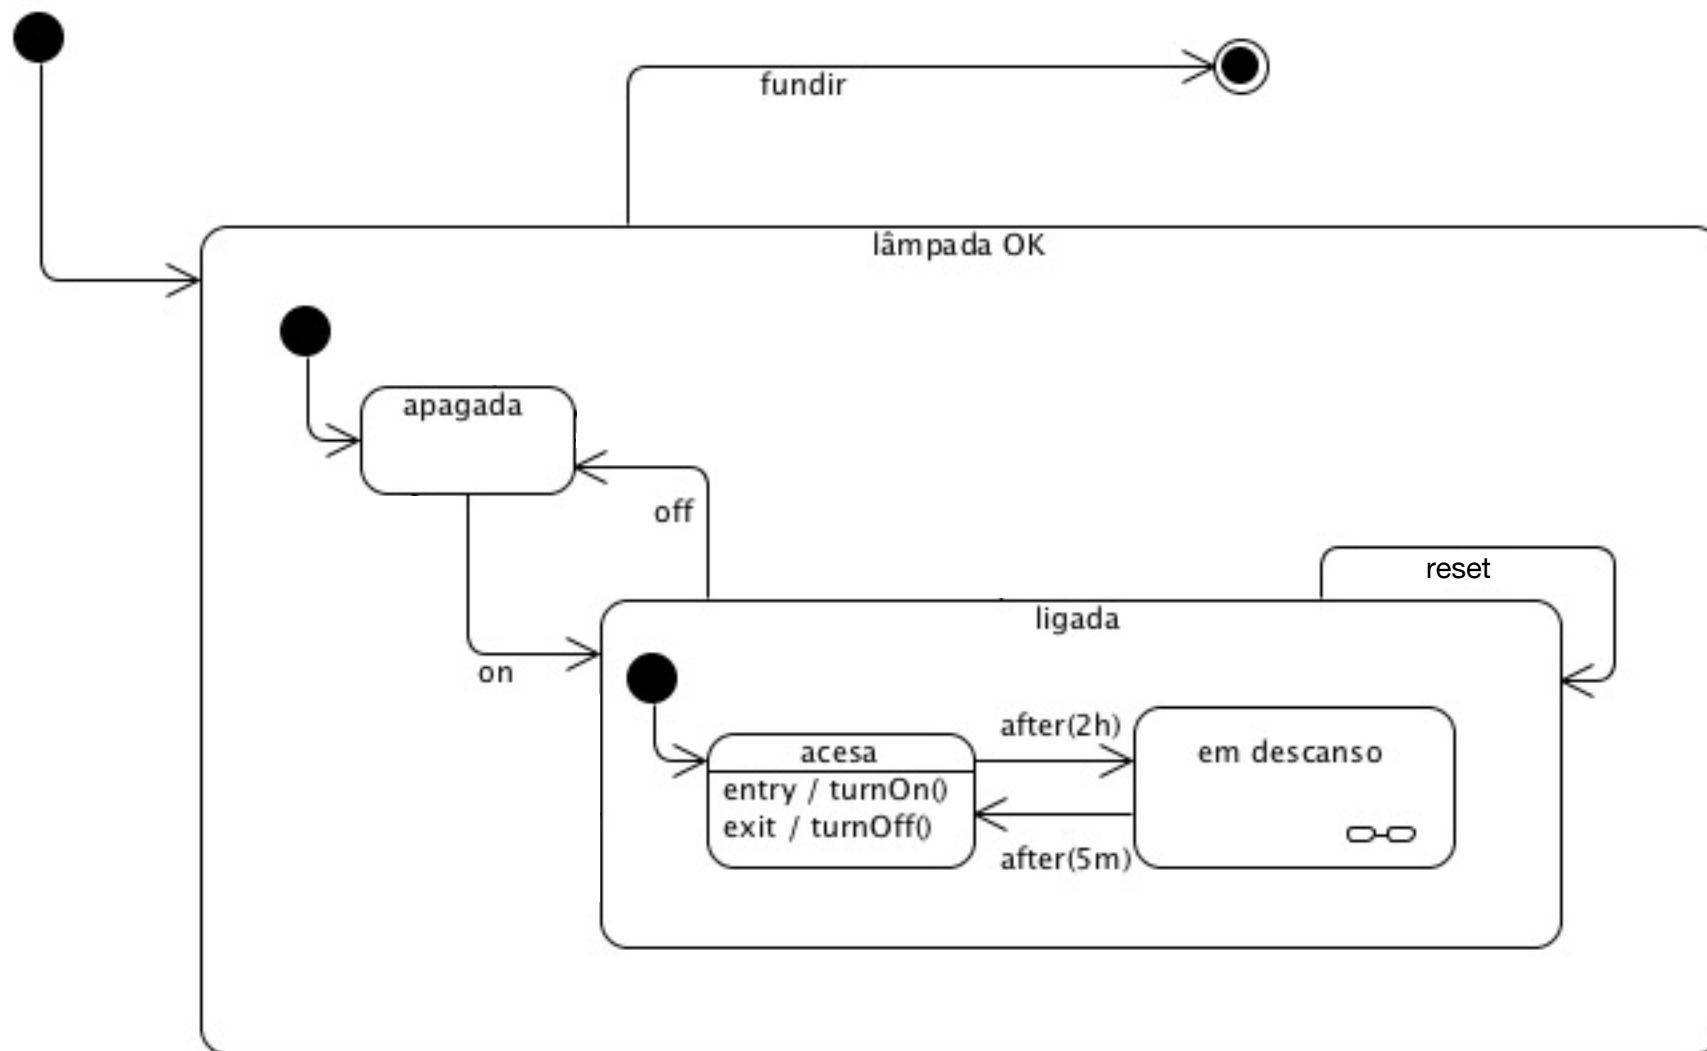 fundir
lâmpada OK
apagada
off
reset
ligada
on
after(2h)
acesa
em descanso
entry / turnOn()
exit / turnOff()
after(5m)